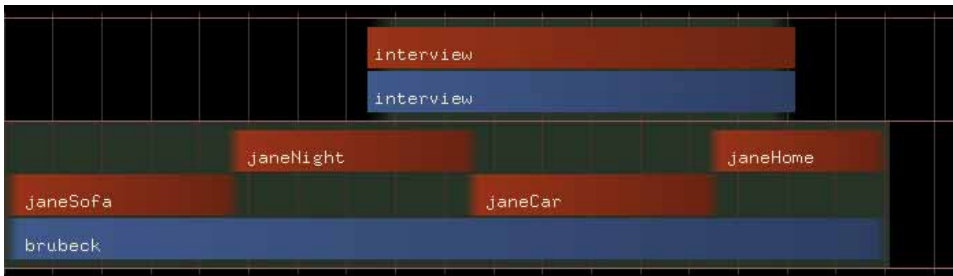 interview
interview
janeNight janeHome
janeSofa janeCar
brubeck